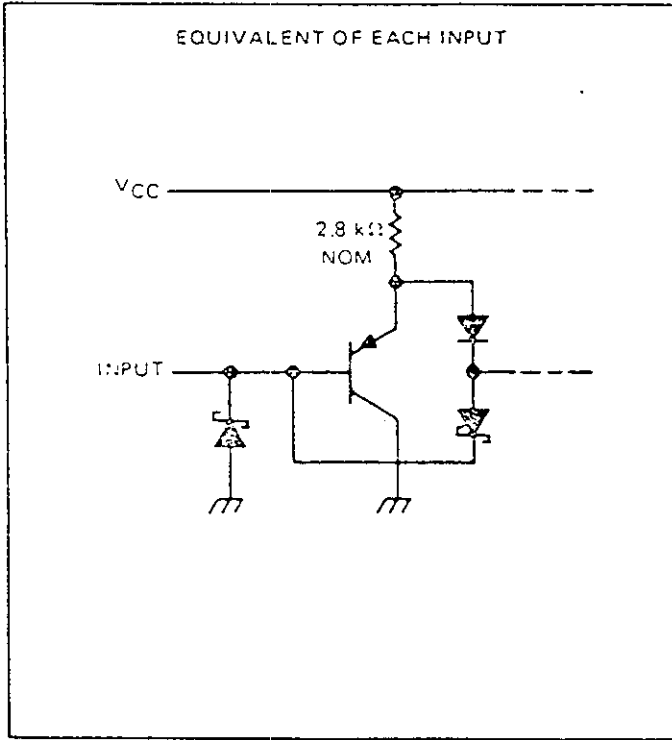 EQUIVALENT OF EACH INPUT
VCC
2.8 kΩ
NOM
INPUT